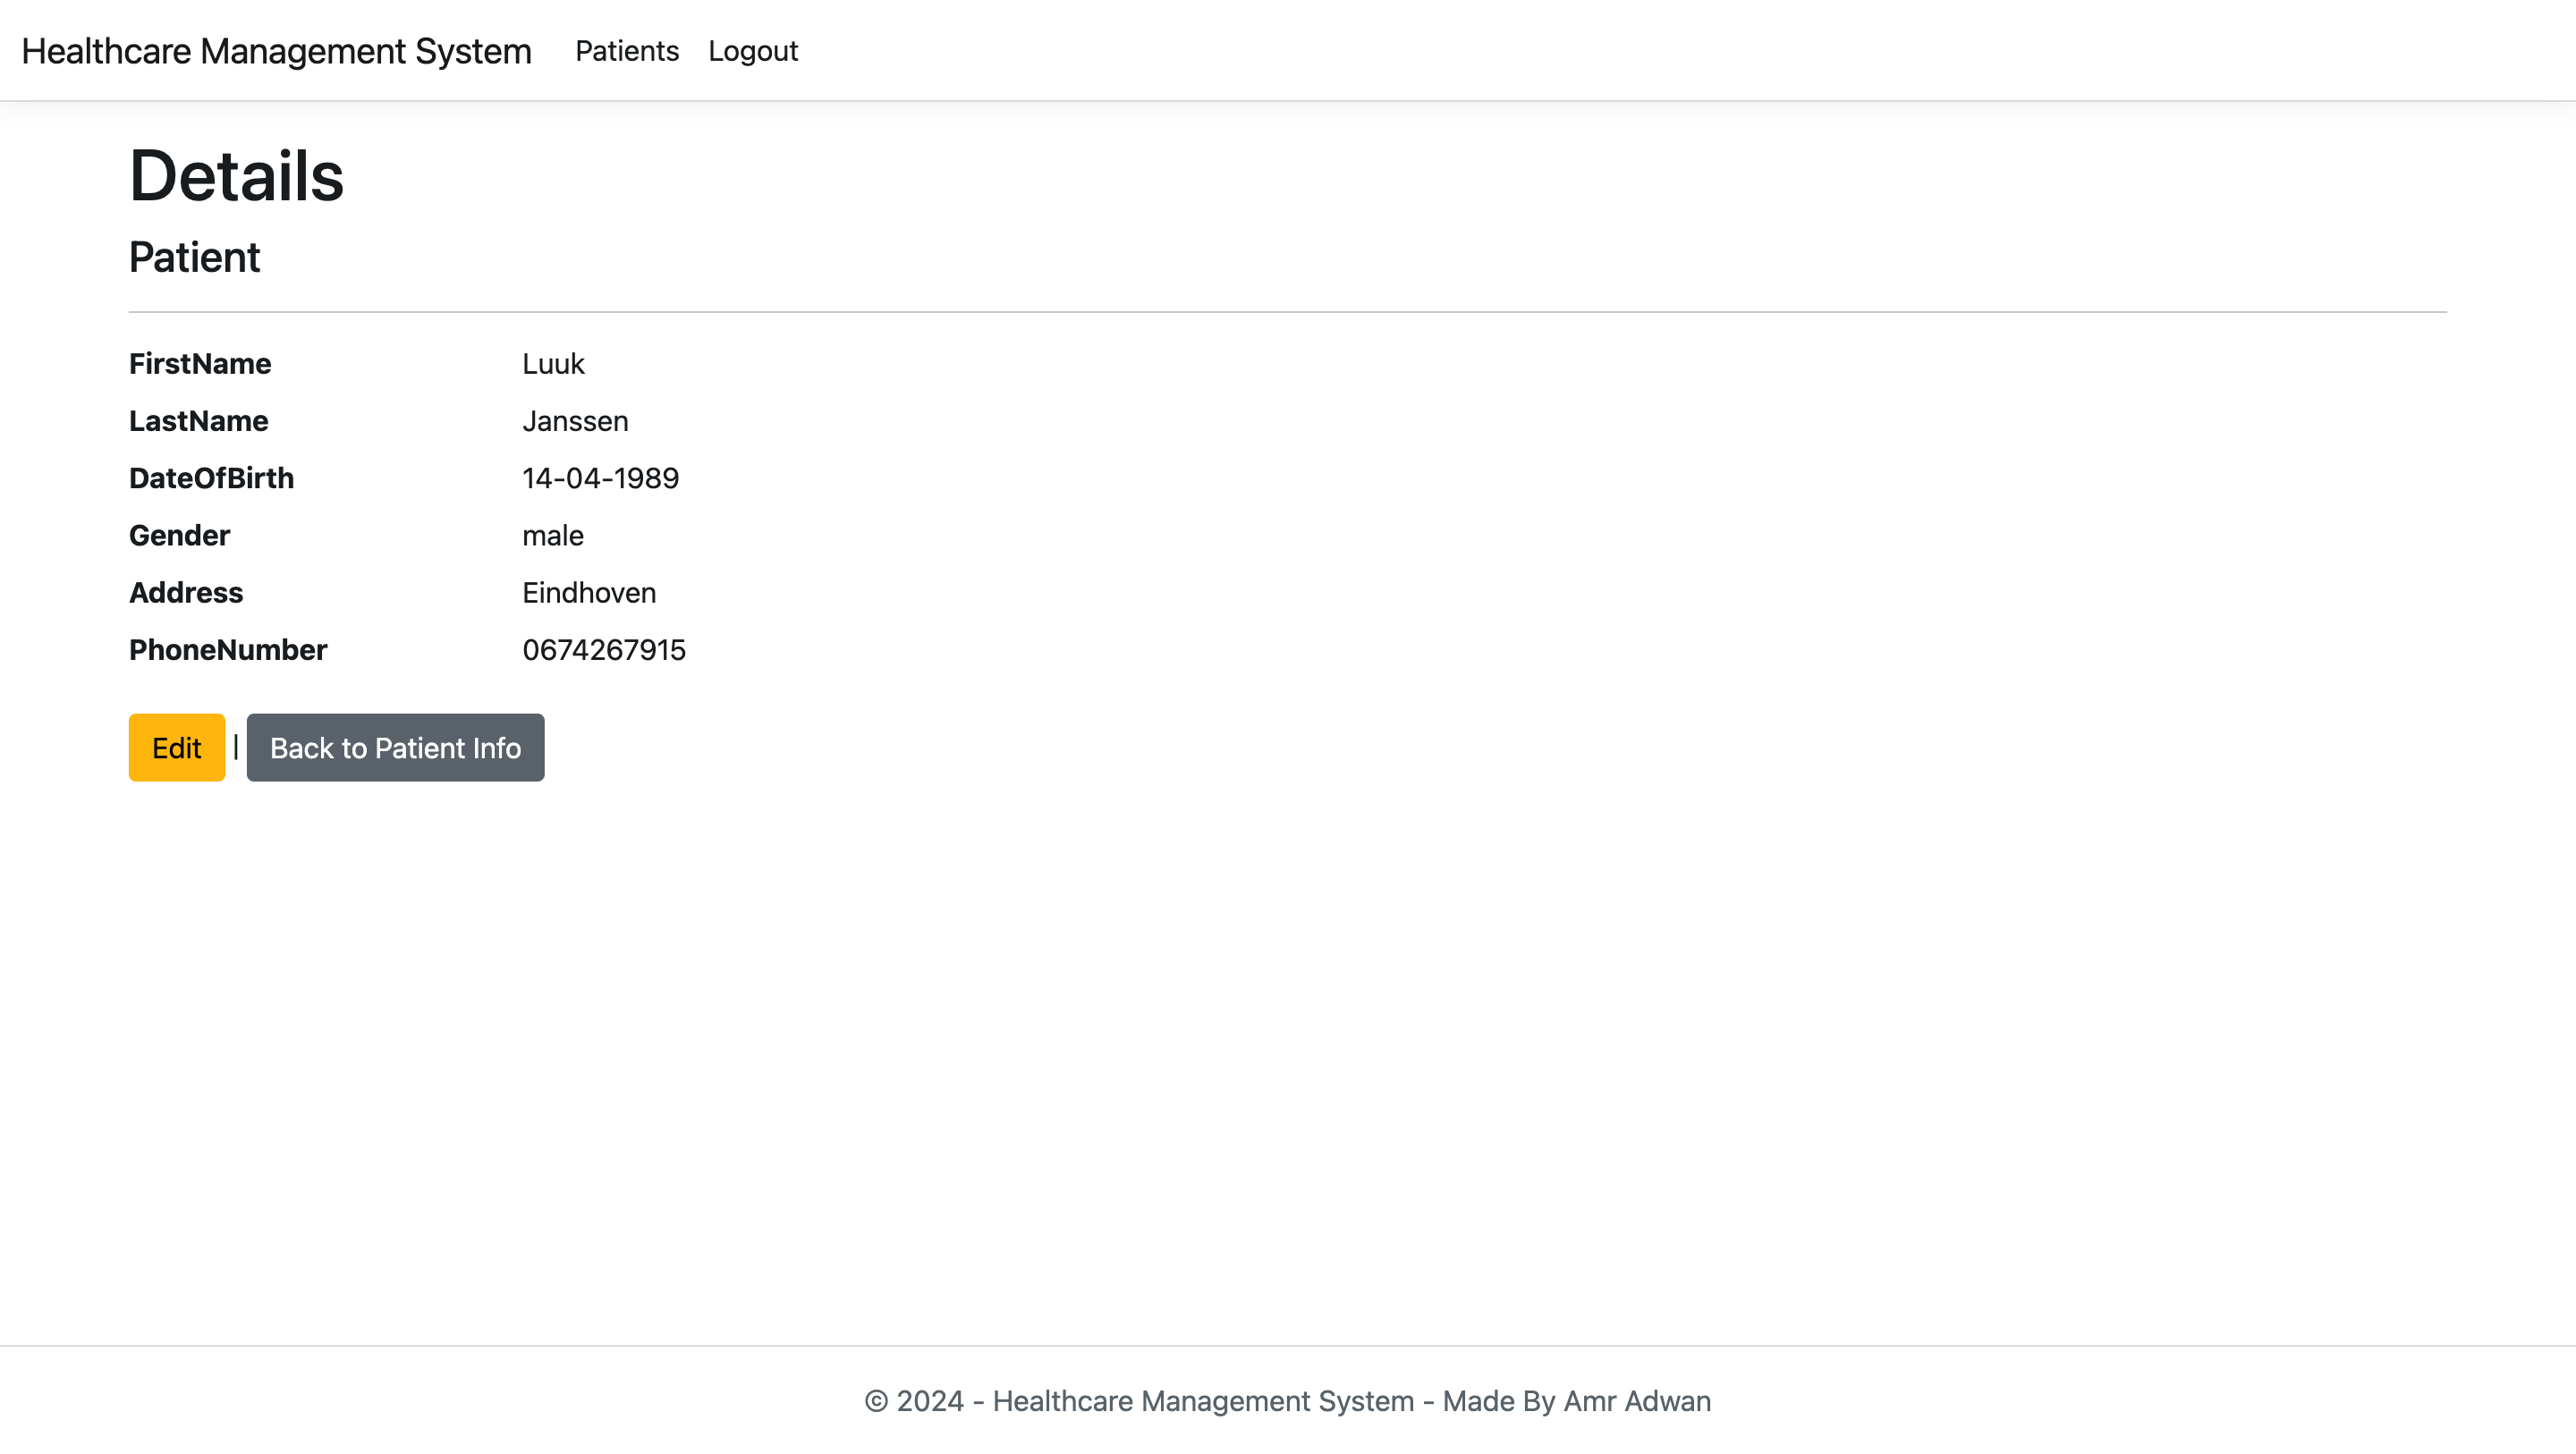 Healthcare Management System Patients Logout
Details
Patient
FirstName Luuk
LastName Janssen
DateOfBirth 14-04-1989
Gender male
Address Eindhoven
PhoneNumber 0674267915
Edit | Back to Patient Info
© 2024 - Healthcare Management System - Made By Amr Adwan